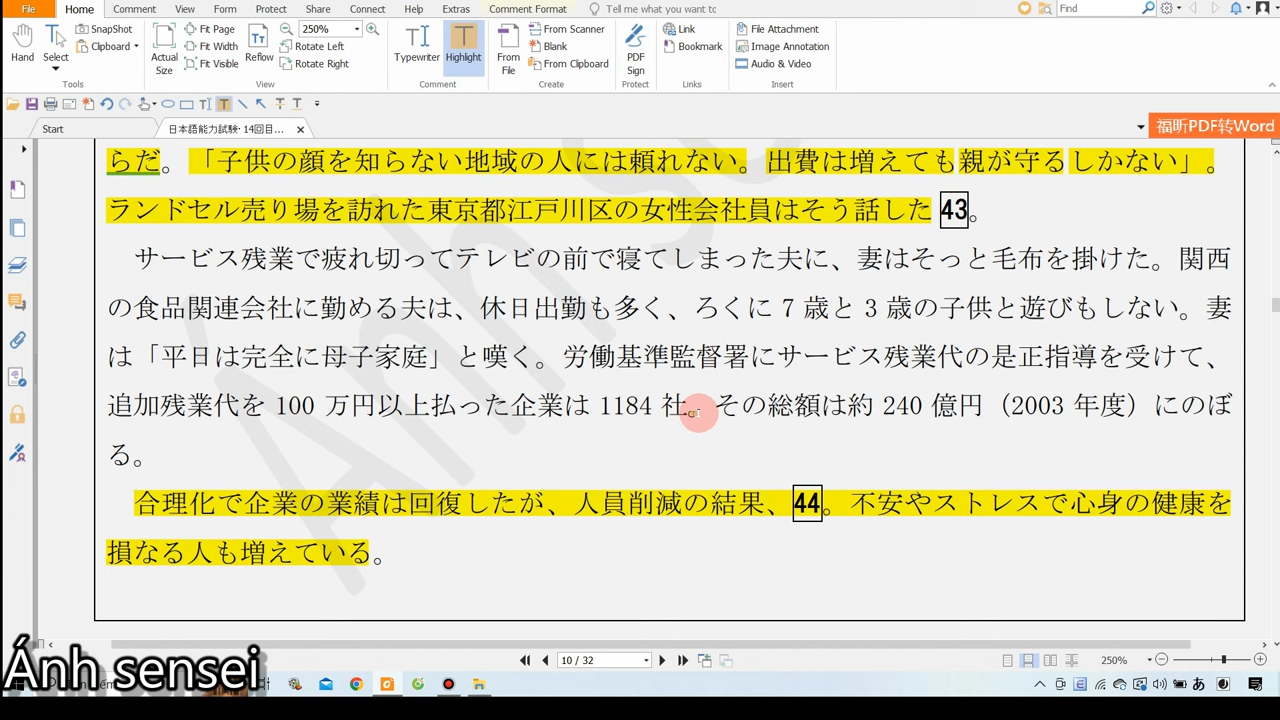 File Home Comment View Form Protect Share Connect Help Extras Comment Format Tell me what you want to Find
Hand Select SnapShot Clipboard Actual Size Fit Page Fit Width Fit Visible Reflow 250% Rotate Left Rotate Right Typewriter Highlight From File From Scanner Blank From Clipboard PDF Sign Link Bookmark File Attachment Image Annotation Audio & Video
Tools View Comment Create Protect Links Insert
Start 日本語能力試験・14回目... 福昕PDF转Word
らだ。「子供の顔を知らない地域の人には頼れない。出費は増えても親が守るしかない」。
ランドセル売り場を訪れた東京都江戸川区の女性会社員はそう話した 43。
サービス残業で疲れ切ってテレビの前で寝てしまった夫に、妻はそっと毛布を掛けた。関西
の食品関連会社に勤める夫は、休日出勤も多く、ろくに 7 歳と 3 歳の子供と遊びもしない。妻
は「平日は完全に母子家庭」と嘆く。労働基準監督署にサービス残業代の是正指導を受けて、
追加残業代を 100 万円以上払った企業は 1184 社。その総額は約 240 億円（2003 年度）にのぼ
る。
合理化で企業の業績は回復したが、人員削減の結果、44。不安やストレスで心身の健康を
損なる人も増えている。
10 / 32 250%
Ánh sensei